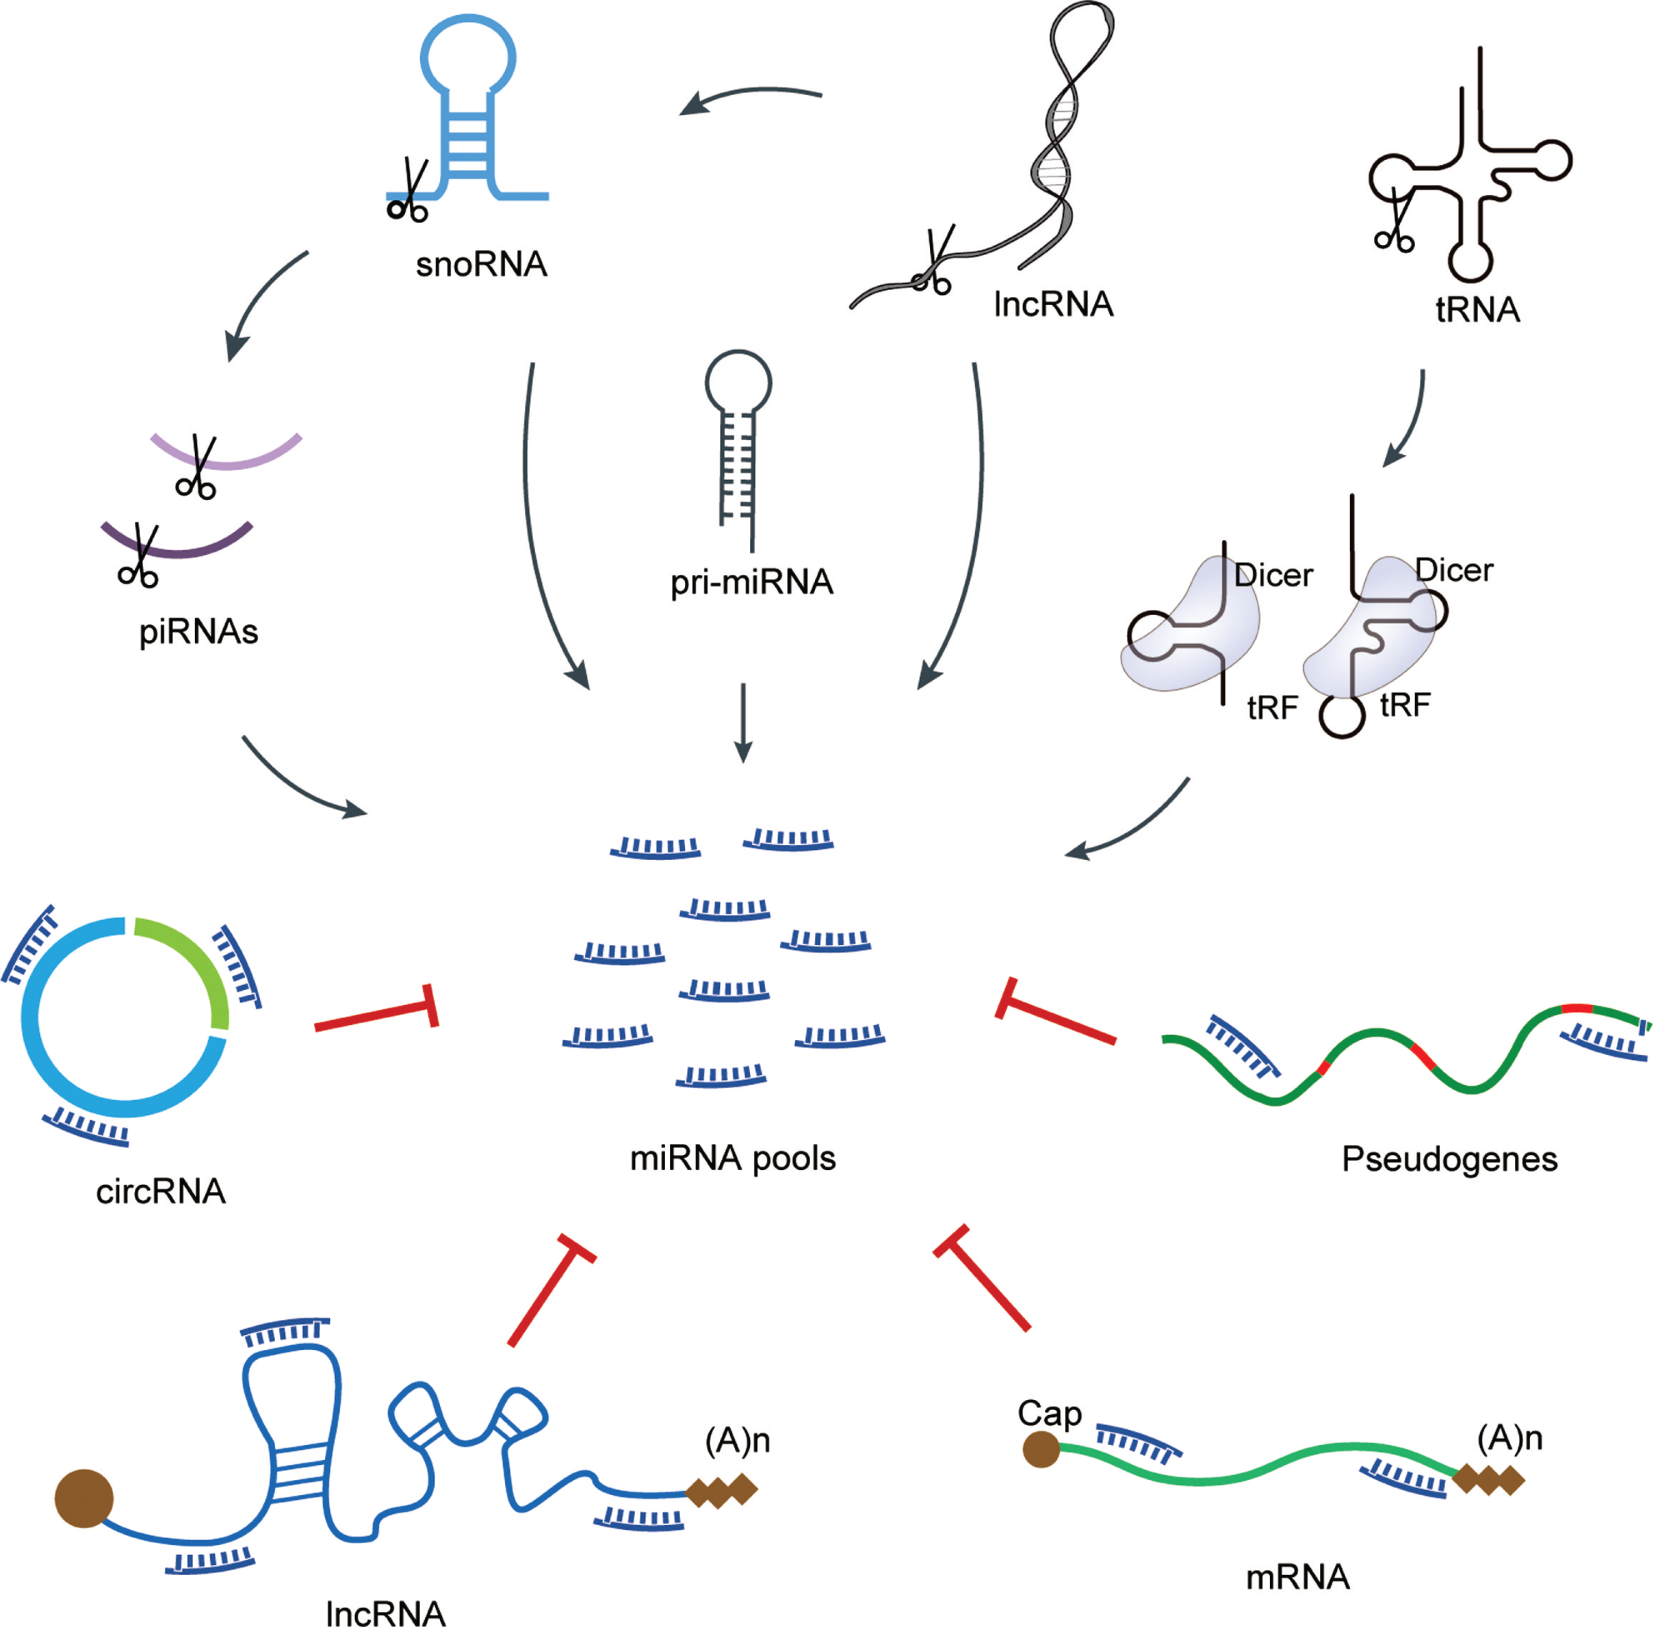 snoRNA
lncRNA
tRNA
pri-miRNA
piRNAs
Dicer
Dicer
tRF
tRF
miRNA pools
circRNA
Pseudogenes
Cap
(A)n
(A)n
mRNA
lncRNA